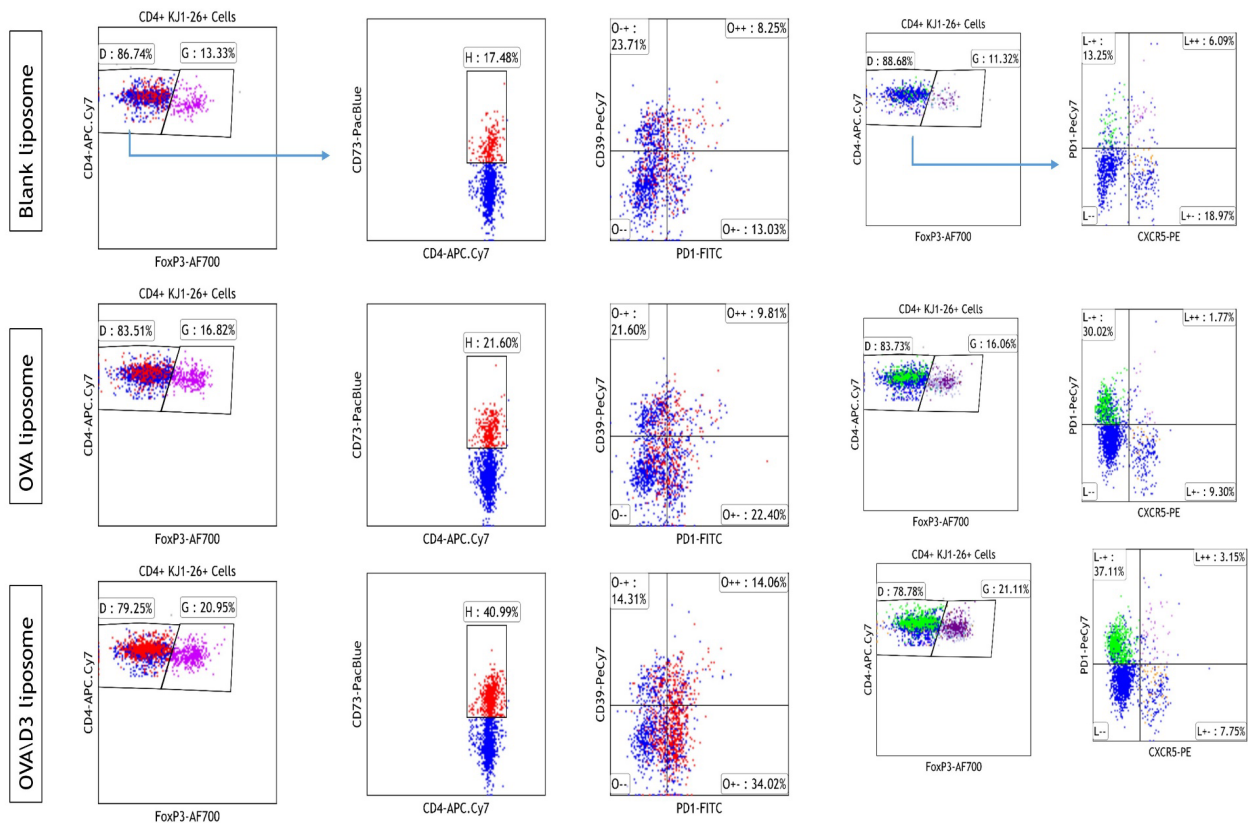 Blank liposome
CD4+ KJ1-26+ Cells
D : 86.74%
G : 13.33%
CD4-APC.Cy7
FoxP3-AF700
H : 17.48%
CD73-PacBlue
CD4-APC.Cy7
O-+ :
23.71%
O++ : 8.25%
CD39-PeCy7
O--
O+- : 13.03%
PD1-FITC
CD4+ KJ1-26+ Cells
D : 88.68%
G : 11.32%
CD4-APC.Cy7
FoxP3-AF700
L-+ :
13.25%
L++ : 6.09%
PD1-PeCy7
L--
L+- : 18.97%
CXCR5-PE
OVA liposome
CD4+ KJ1-26+ Cells
D : 83.51%
G : 16.82%
CD4-APC.Cy7
FoxP3-AF700
H : 21.60%
CD73-PacBlue
CD4-APC.Cy7
O-+ :
21.60%
O++ : 9.81%
CD39-PeCy7
O--
O+- : 22.40%
PD1-FITC
CD4+ KJ1-26+ Cells
D : 83.73%
G : 16.06%
CD4-APC.Cy7
FoxP3-AF700
L-+ :
30.02%
L++ : 1.77%
PD1-PeCy7
L--
L+- : 9.30%
CXCR5-PE
OVA\D3 liposome
CD4+ KJ1-26+ Cells
D : 79.25%
G : 20.95%
CD4-APC.Cy7
FoxP3-AF700
H : 40.99%
CD73-PacBlue
CD4-APC.Cy7
O-+ :
14.31%
O++ : 14.06%
CD39-PeCy7
O--
O+- : 34.02%
PD1-FITC
CD4+ KJ1-26+ Cells
D : 78.78%
G : 21.11%
CD4-APC.Cy7
FoxP3-AF700
L-+ :
37.11%
L++ : 3.15%
PD1-PeCy7
L--
L+- : 7.75%
CXCR5-PE